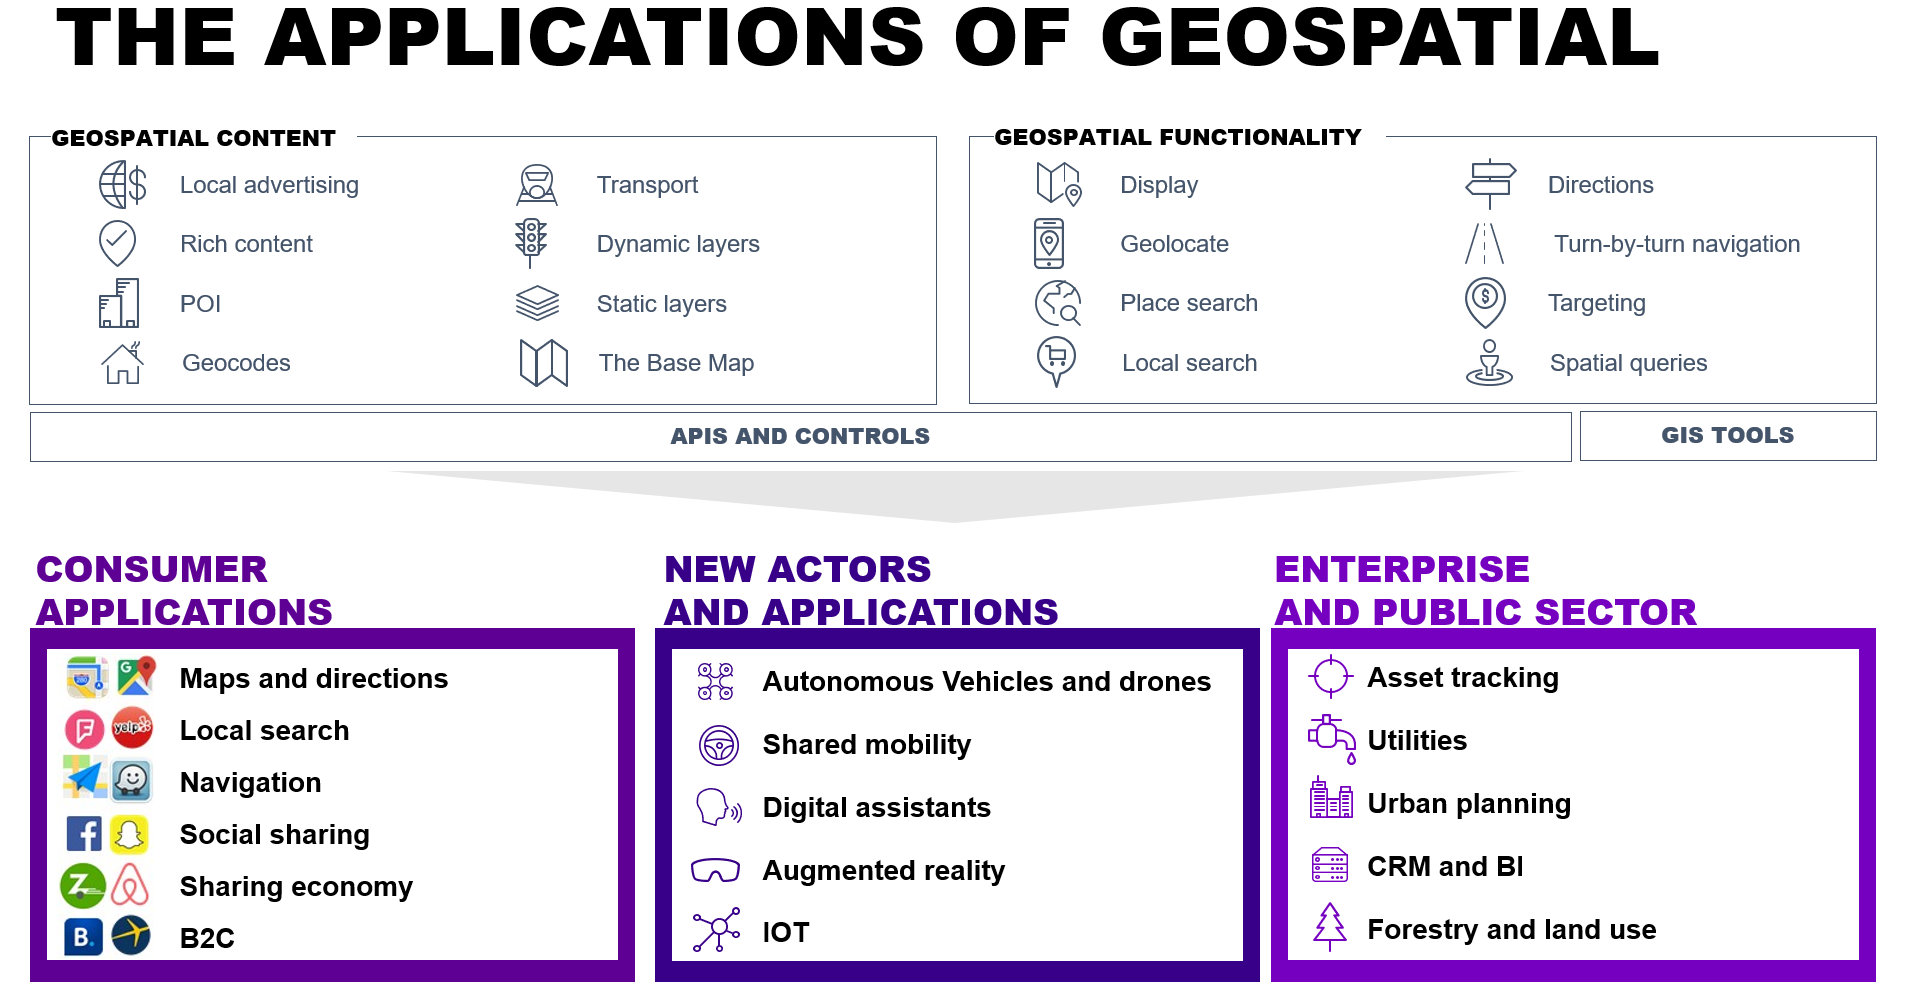 THE APPLICATIONS OF GEOSPATIAL
GEOSPATIAL CONTENT
Local advertising
Rich content
POI
Geocodes
Transport
Dynamic layers
Static layers
The Base Map
GEOSPATIAL FUNCTIONALITY
Display
Geolocate
Place search
Local search
Directions
Turn-by-turn navigation
Targeting
Spatial queries
APIS AND CONTROLS
GIS TOOLS
CONSUMER
APPLICATIONS
280
G
Maps and directions
yelp
Local search
Navigation
f
Social sharing
Z
Sharing economy
B.
B2C
NEW ACTORS
AND APPLICATIONS
Autonomous Vehicles and drones
Shared mobility
Digital assistants
Augmented reality
IOT
ENTERPRISE
AND PUBLIC SECTOR
Asset tracking
Utilities
Urban planning
CRM and BI
Forestry and land use